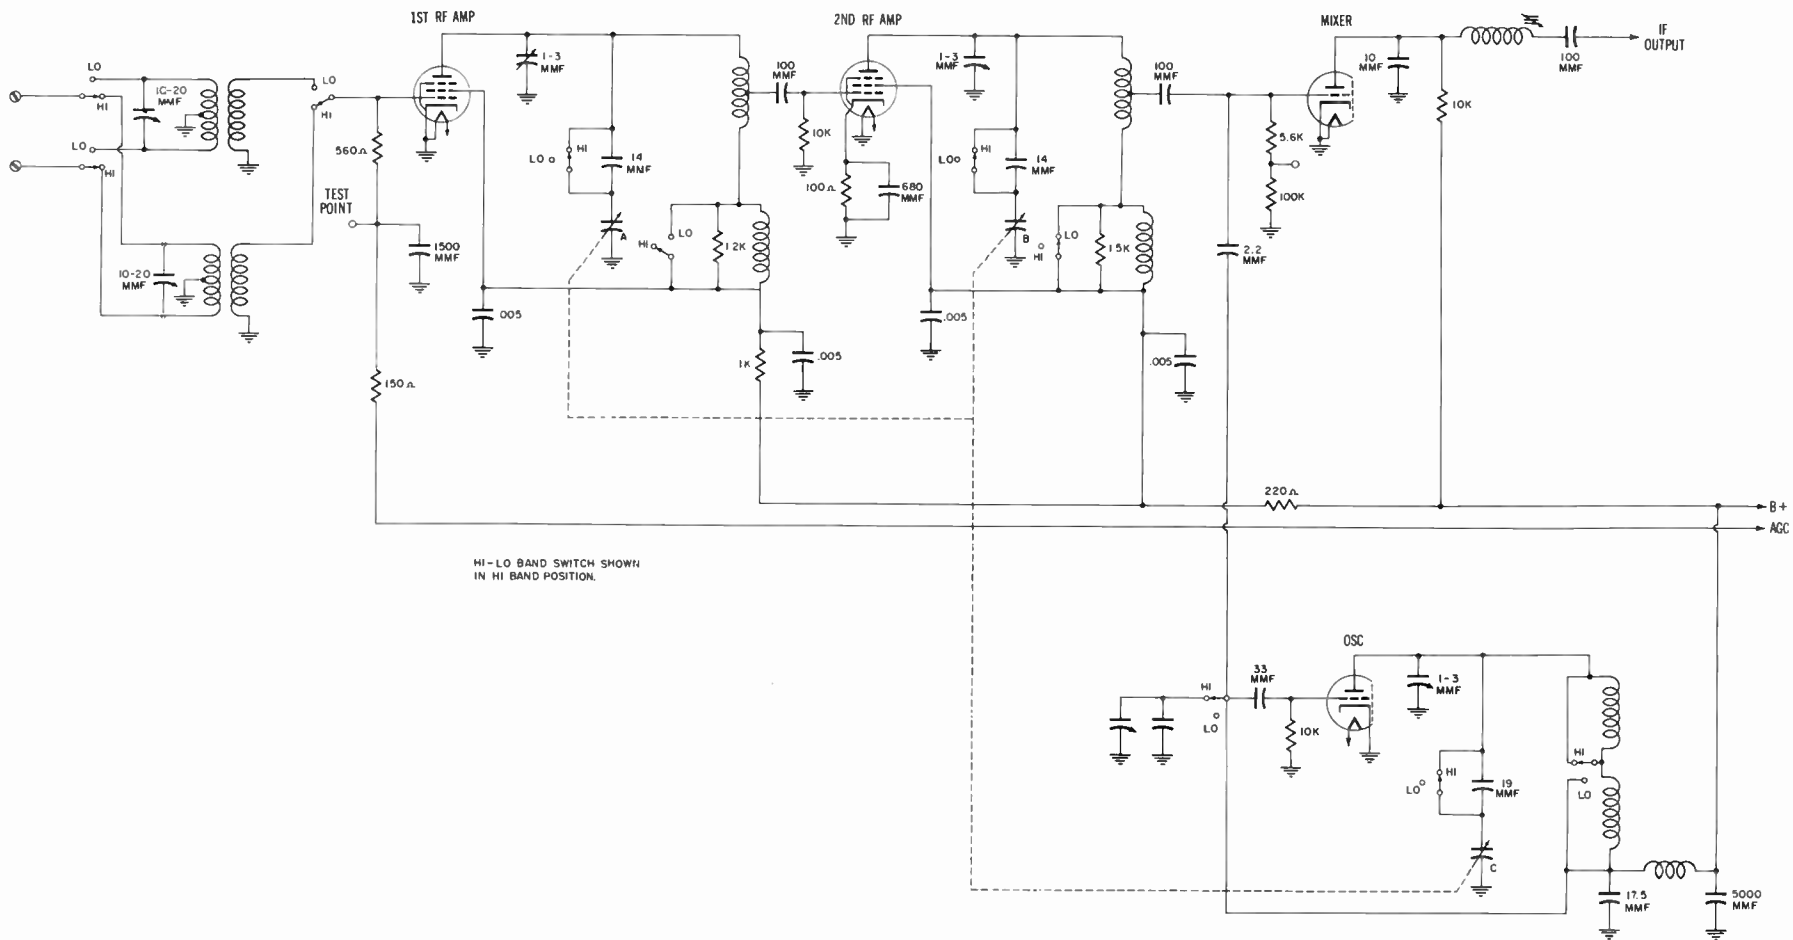 1ST RF AMP
2ND RF AMP
MIXER
LO
HI
1C-20
MMF
LO
HI
LO
HI
560Ω
TEST
POINT
1500
MMF
10-20
MMF
150Ω
1-3
MMF
HI
LO
14
MMF
A
HI
LO
1.2K
.005
1K
.005
100
MMF
10K
100Ω
680
MMF
1-3
MMF
HI
LO
14
MMF
B
LO
HI
1.5K
.005
.005
100
MMF
5.6K
100K
2.2
MMF
10
MMF
10K
100
MMF
IF
OUTPUT
220Ω
B+
AGC
HI-LO BAND SWITCH SHOWN
IN HI BAND POSITION.
OSC
HI
LO
33
MMF
10K
1-3
MMF
HI
LO
19
MMF
C
HI
LO
17.5
MMF
5000
MMF